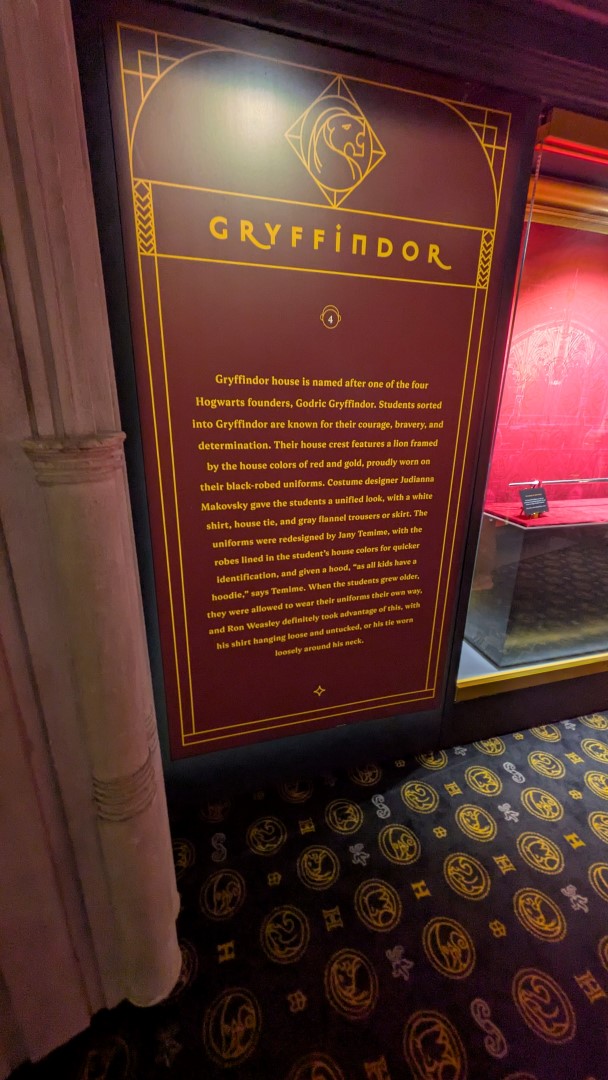 GRYFFINDOR
4
Gryffindor house is named after one of the four
Hogwarts founders, Godric Gryffindor. Students sorted
into Gryffindor are known for their courage, bravery, and
determination. Their house crest features a lion framed
by the house colors of red and gold, proudly worn on
their black-robed uniforms. Costume designer Judianna
Makovsky gave the students a unified look, with a white
shirt, house tie, and gray flannel trousers or skirt. The
uniforms were redesigned by Jany Temime, with the
robes lined in the student's house colors for quicker
identification, and given a hood, "as all kids have a
hoodie," says Temime. When the students grew older,
they were allowed to wear their uniforms their own way,
and Ron Weasley definitely took advantage of this, with
his shirt hanging loose and untucked, or his tie worn
loosely around his neck.